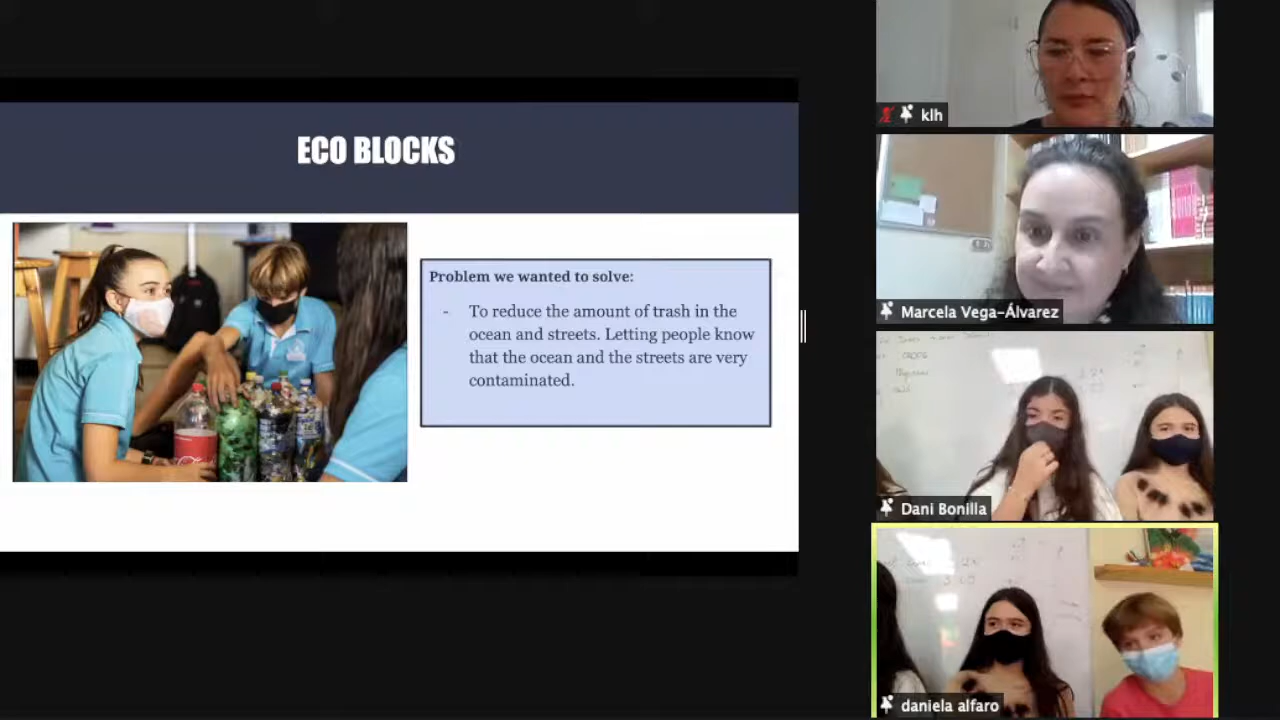 ECO BLOCKS
Problem we wanted to solve:
- To reduce the amount of trash in the
ocean and streets. Letting people know
that the ocean and the streets are very
contaminated.
klh
Marcela Vega-Álvarez
Dani Bonilla
daniela alfaro